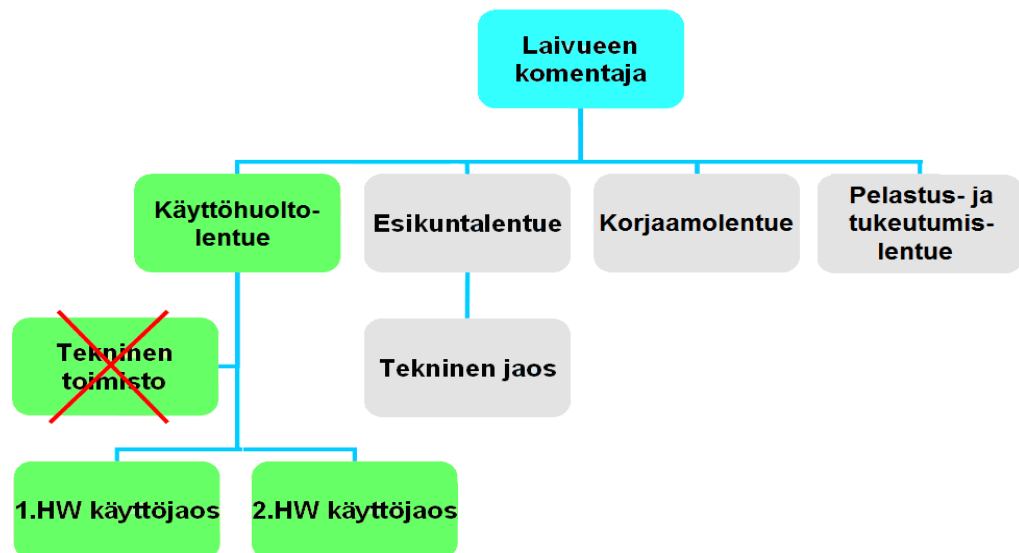 Laivueen
komentaja
Käyttöhuolto-
lentue
Esikuntalentue
Korjaamolentue
Pelastus- ja
tukeutumis-
lentue
Tekninen
toimisto
Tekninen jaos
1.HW käyttöjaos
2.HW käyttöjaos